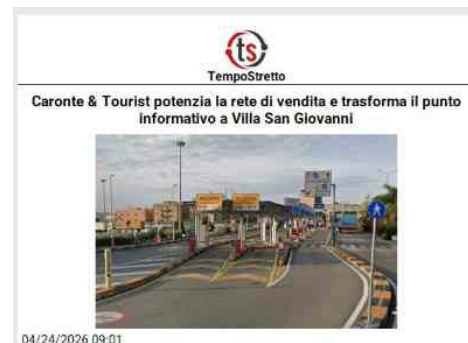 ts
TempoStretto
Caronte & Tourist potenzia la rete di vendita e trasforma il punto
informativo a Villa San Giovanni
04/24/2026 09:01